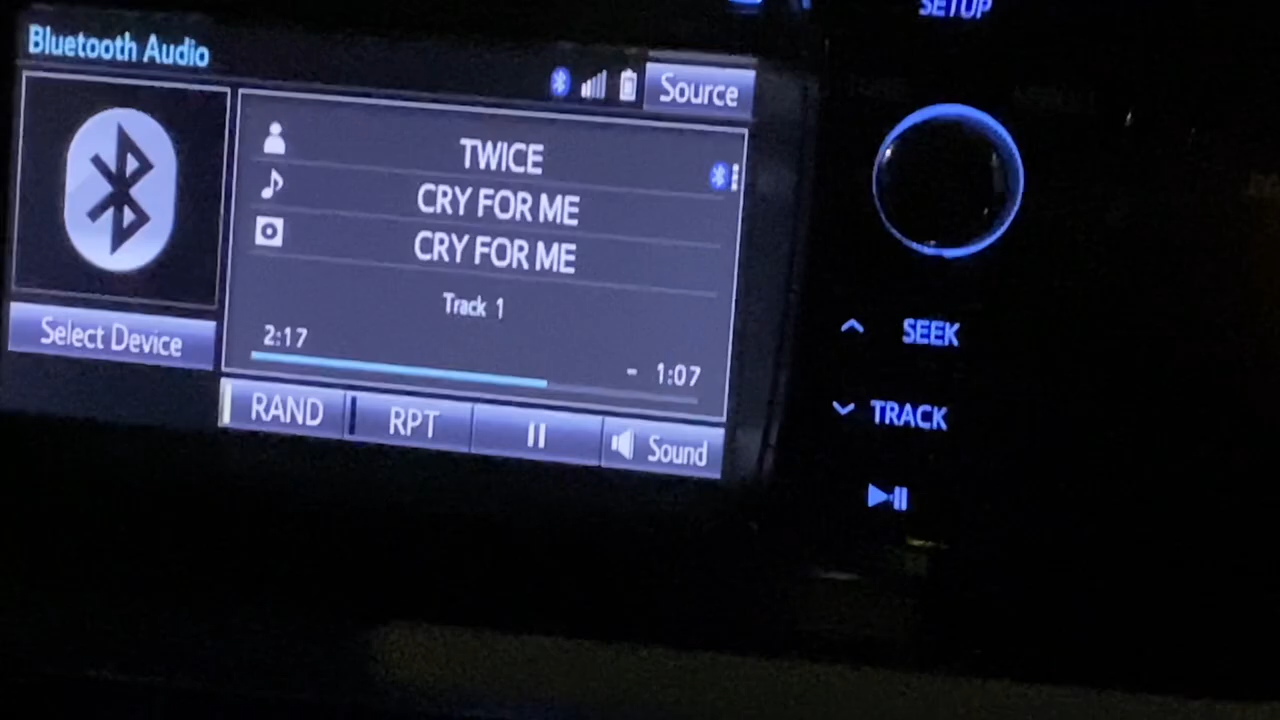 SETUP
Bluetooth Audio
Source
TWICE
CRY FOR ME
CRY FOR ME
Track 1
2:17
- 1:07
Select Device
RAND
RPT
Sound
SEEK
TRACK